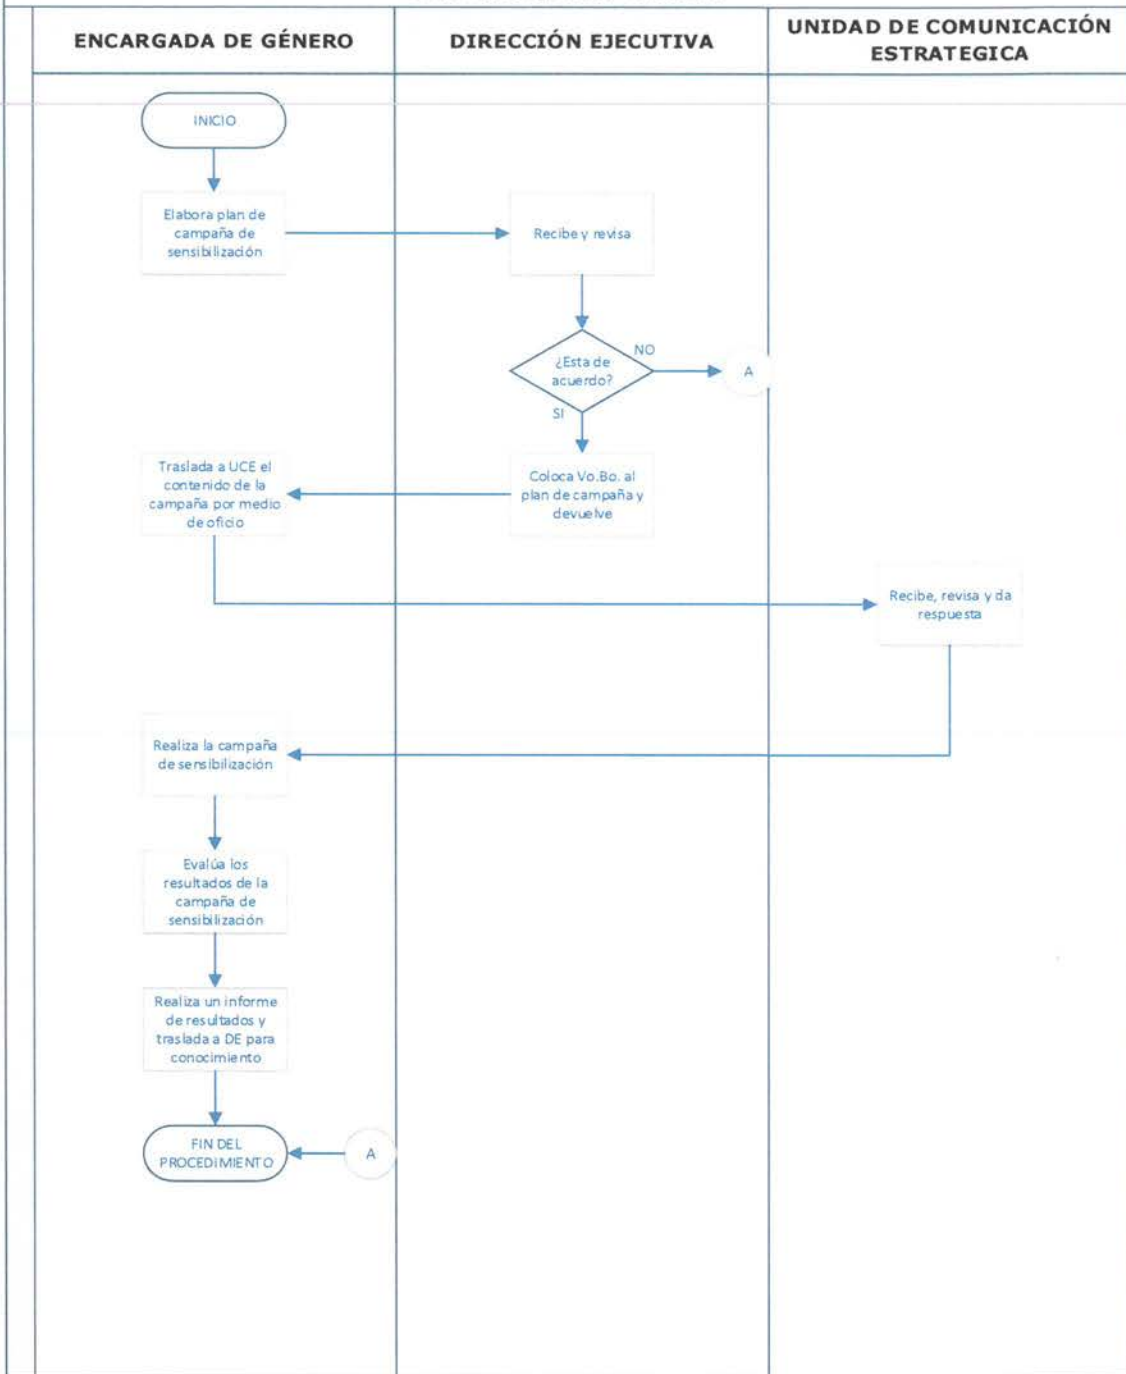 ENCARGADA DE GÉNERO
DIRECCIÓN EJECUTIVA
UNIDAD DE COMUNICACIÓN
ESTRATEGICA
INICIO
Elabora plan de
campaña de
sensibilización
Recibe y revisa
¿Esta de
acuerdo?
NO
A
SI
Coloca Vo.Bo. al
plan de campaña y
devuelve
Traslada a UCE el
contenido de la
campaña por medio
de oficio
Recibe, revisa y da
respuesta
Realiza la campaña
de sensibilización
Evalúa los
resultados de la
campaña de
sensibilización
Realiza un informe
de resultados y
traslada a DE para
conocimiento
FIN DEL
PROCEDIMIENTO
A